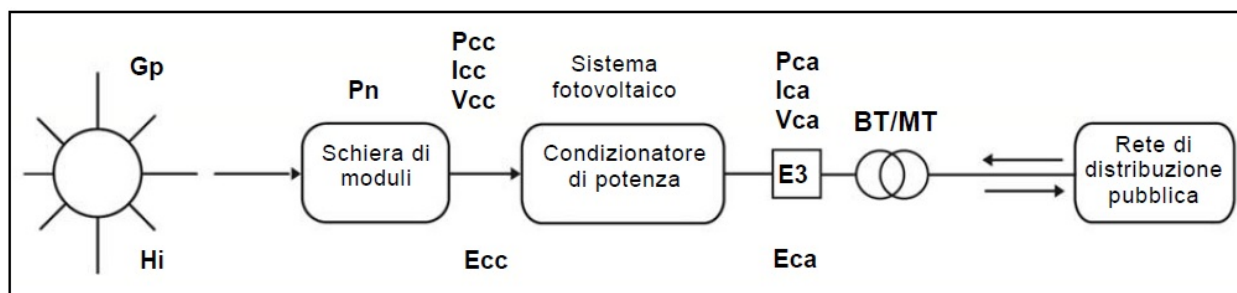 Gp
Hi
Pn
Schiera di
moduli
Pcc
Icc
Vcc
Ecc
Sistema
fotovoltaico
Condizionatore
di potenza
Pca
Ica
Vca
E3
Eca
BT/MT
Rete di
distribuzione
pubblica